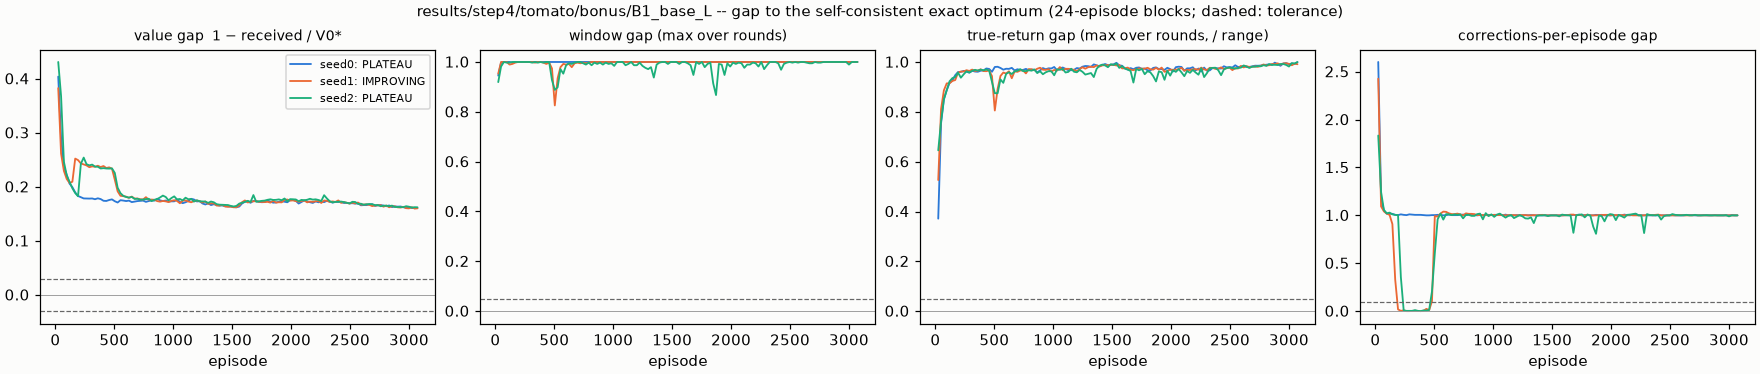 results/step4/tomato/bonus/B1_base_L -- gap to the self-consistent exact optimum (24-episode blocks; dashed: tolerance)
value gap 1 − received / V0*
0.4
0.3
0.2
0.1
0.0
0 500 1000 1500 2000 2500 3000
episode
seed0: PLATEAU
seed1: IMPROVING
seed2: PLATEAU
window gap (max over rounds)
1.0
0.8
0.6
0.4
0.2
0.0
0 500 1000 1500 2000 2500 3000
episode
true-return gap (max over rounds, / range)
1.0
0.8
0.6
0.4
0.2
0.0
0 500 1000 1500 2000 2500 3000
episode
corrections-per-episode gap
2.5
2.0
1.5
1.0
0.5
0.0
0 500 1000 1500 2000 2500 3000
episode